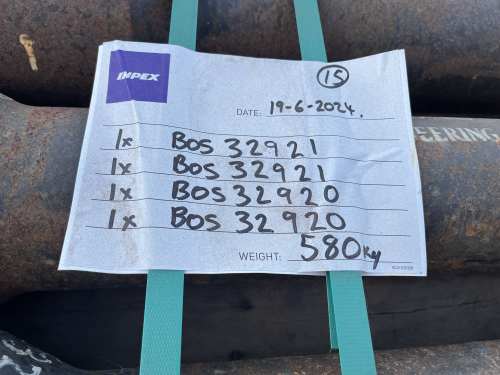 IMPEX
15
DATE: 19-6-2024.
1x BOS 32921
1x BOS 32921
1x BOS 32920
1x BOS 32920
WEIGHT: 580kg
EERING